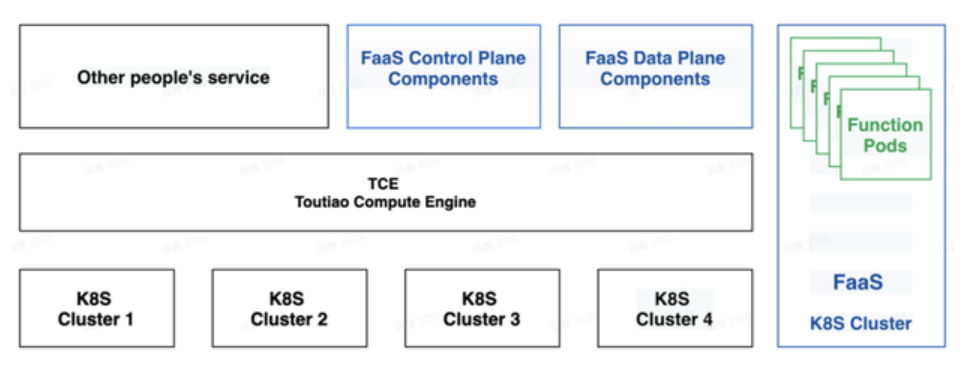 Other people's service
FaaS Control Plane
Components
FaaS Data Plane
Components
F
F
F
F
Function
Pods
TCE
Toutiao Compute Engine
K8S
Cluster 1
K8S
Cluster 2
K8S
Cluster 3
K8S
Cluster 4
FaaS
K8S Cluster